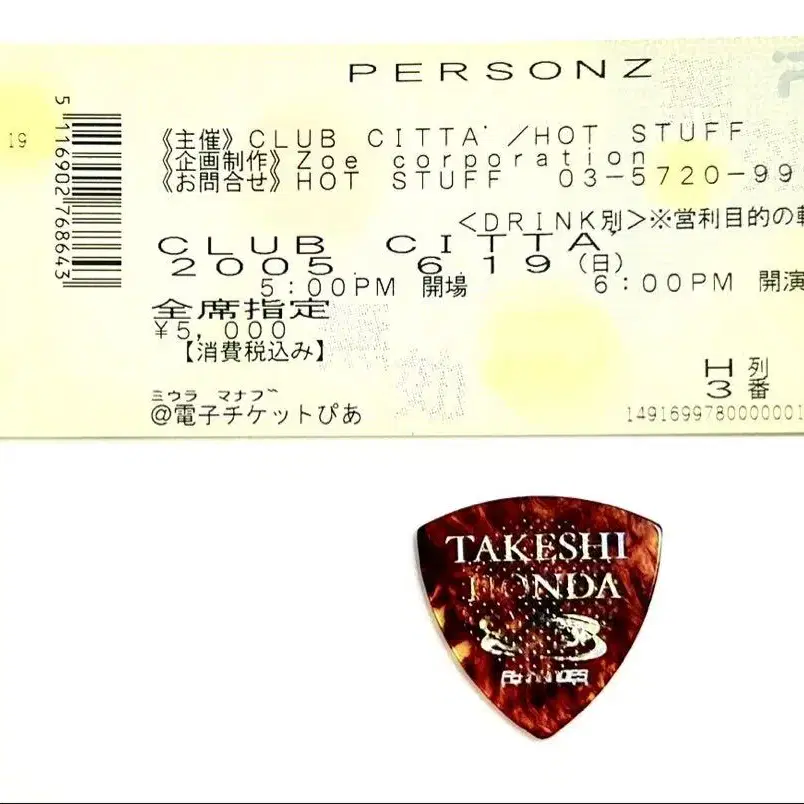 PERSONZ
19
5116902768643
《主催》CLUB CITTA'/HOT STUFF
《企画制作》Zoe corporation
《お問合せ》HOT STUFF 03-5720-99
<DRINK別>※営利目的の
CLUB CITTA'
2005. 6.19(日)
5:00PM 開場 6:00PM 開演
全席指定
¥5,000
【消費税込み】
H列
3番
ミウラ マナブ
@電子チケットぴあ
1491699780000001
TAKESHI
HONDA